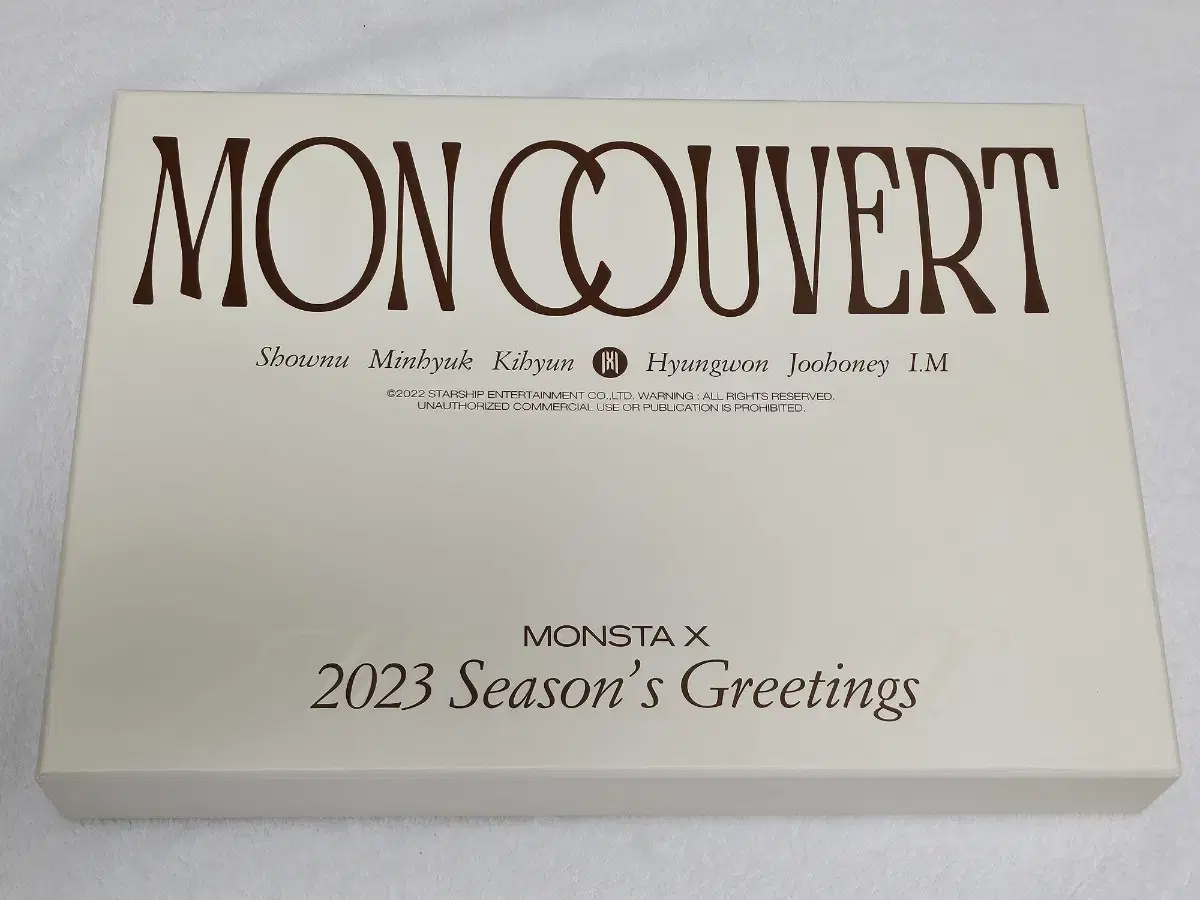 MON COUVERT
Shownu Minhyuk Kihyun Hyungwon Joohoney I.M
©2022 STARSHIP ENTERTAINMENT CO.,LTD. WARNING : ALL RIGHTS RESERVED.
UNAUTHORIZED COMMERCIAL USE OR PUBLICATION IS PROHIBITED.
MONSTA X
2023 Season's Greetings